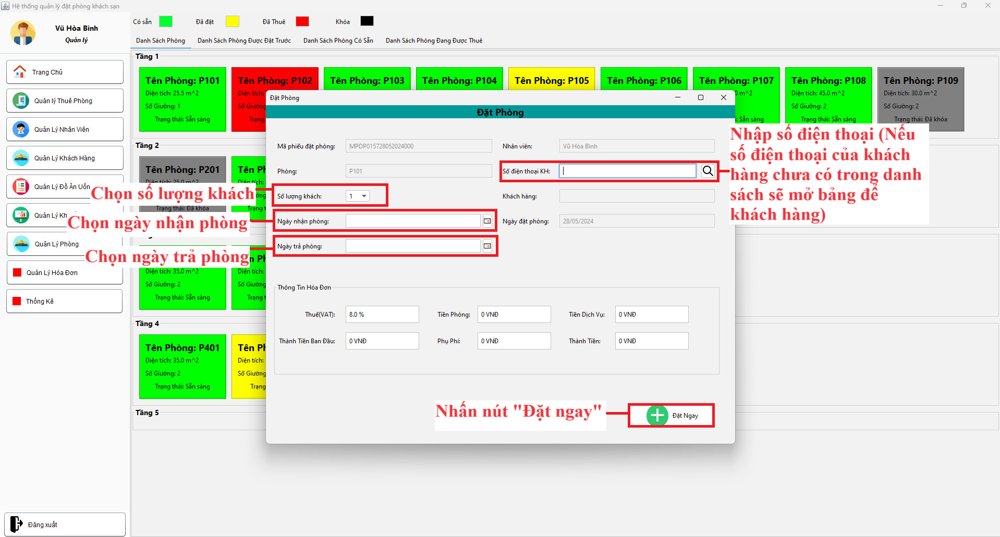 Hệ thống quản lý đặt phòng khách sạn
Vũ Hòa Bình
Quản lý
Trang Chủ
Quản lý Thuê Phòng
Quản Lý Nhân Viên
Quản Lý Khách Hàng
Quản Lý Đồ Ăn Uốn
Quản Lý Kh
Quản Lý Phòng
Quản Lý Hóa Đơn
Thống Kê
Đăng xuất
Có sẵn
Đã đặt
Đã Thuê
Khóa
Danh Sách Phòng
Danh Sách Phòng Được Đặt Trước
Danh Sách Phòng Có Sẵn
Danh Sách Phòng Đang Được Thuê
Tầng 1
Tên Phòng: P101
Diện tích: 25.5 m^2
Số Giường: 1
Trạng thái: Sẵn sàng
Tên Phòng: P102
Diện tích:
Số Giường
Trạng
Tên Phòng: P103
Tên Phòng: P104
Tên Phòng: P105
Tên Phòng: P106
Tên Phòng: P107
0 m^2
: Sẵn sàng
Tên Phòng: P108
Diện tích: 45.0 m^2
Số Giường: 2
Trạng thái: Sẵn sàng
Tên Phòng: P109
Diện tích: 30.0 m^2
Số Giường: 2
Trạng thái: Đã khóa
Tầng 2
Tên Phòng: P201
Diện tích: 25.0 m^2
Trạng thái: Đã khóa
Tên Ph
Diện tích:
Trạng t
Diện tích: 35.0 m^2
Số Giường: 2
Trạng thái: Sẵn sàng
Diện tích:
Số Giường
Trạng t
Tầng 4
Tên Phòng: P401
Diện tích: 35.0 m^2
Số Giường: 2
Trạng thái: Sẵn sàng
Tên Ph
Diện tích:
Số Giường
Trạng
Tầng 5
Đặt Phòng
Đặt Phòng
Mã phiếu đặt phòng: MPDP015728052024000
Nhân viên: Vũ Hòa Bình
Phòng: P101
Số điện thoại KH:
Số lượng khách: 1
Khách hàng:
Ngày nhận phòng:
Ngày đặt phòng: 28/05/2024
Ngày trả phòng:
Thông Tin Hóa Đơn
Thuế(VAT): 8.0 %
Tiền Phòng: 0 VNĐ
Tiền Dịch Vụ: 0 VNĐ
Thành Tiền Ban Đầu: 0 VNĐ
Phụ Phí: 0 VNĐ
Thành Tiền: 0 VNĐ
Đặt Ngay
Chọn số lượng khách
Chọn ngày nhận phòng
Chọn ngày trả phòng
Nhập số điện thoại (Nếu
số điện thoại của khách
hàng chưa có trong danh
sách sẽ mở bảng để
khách hàng)
Nhấn nút "Đặt ngay"